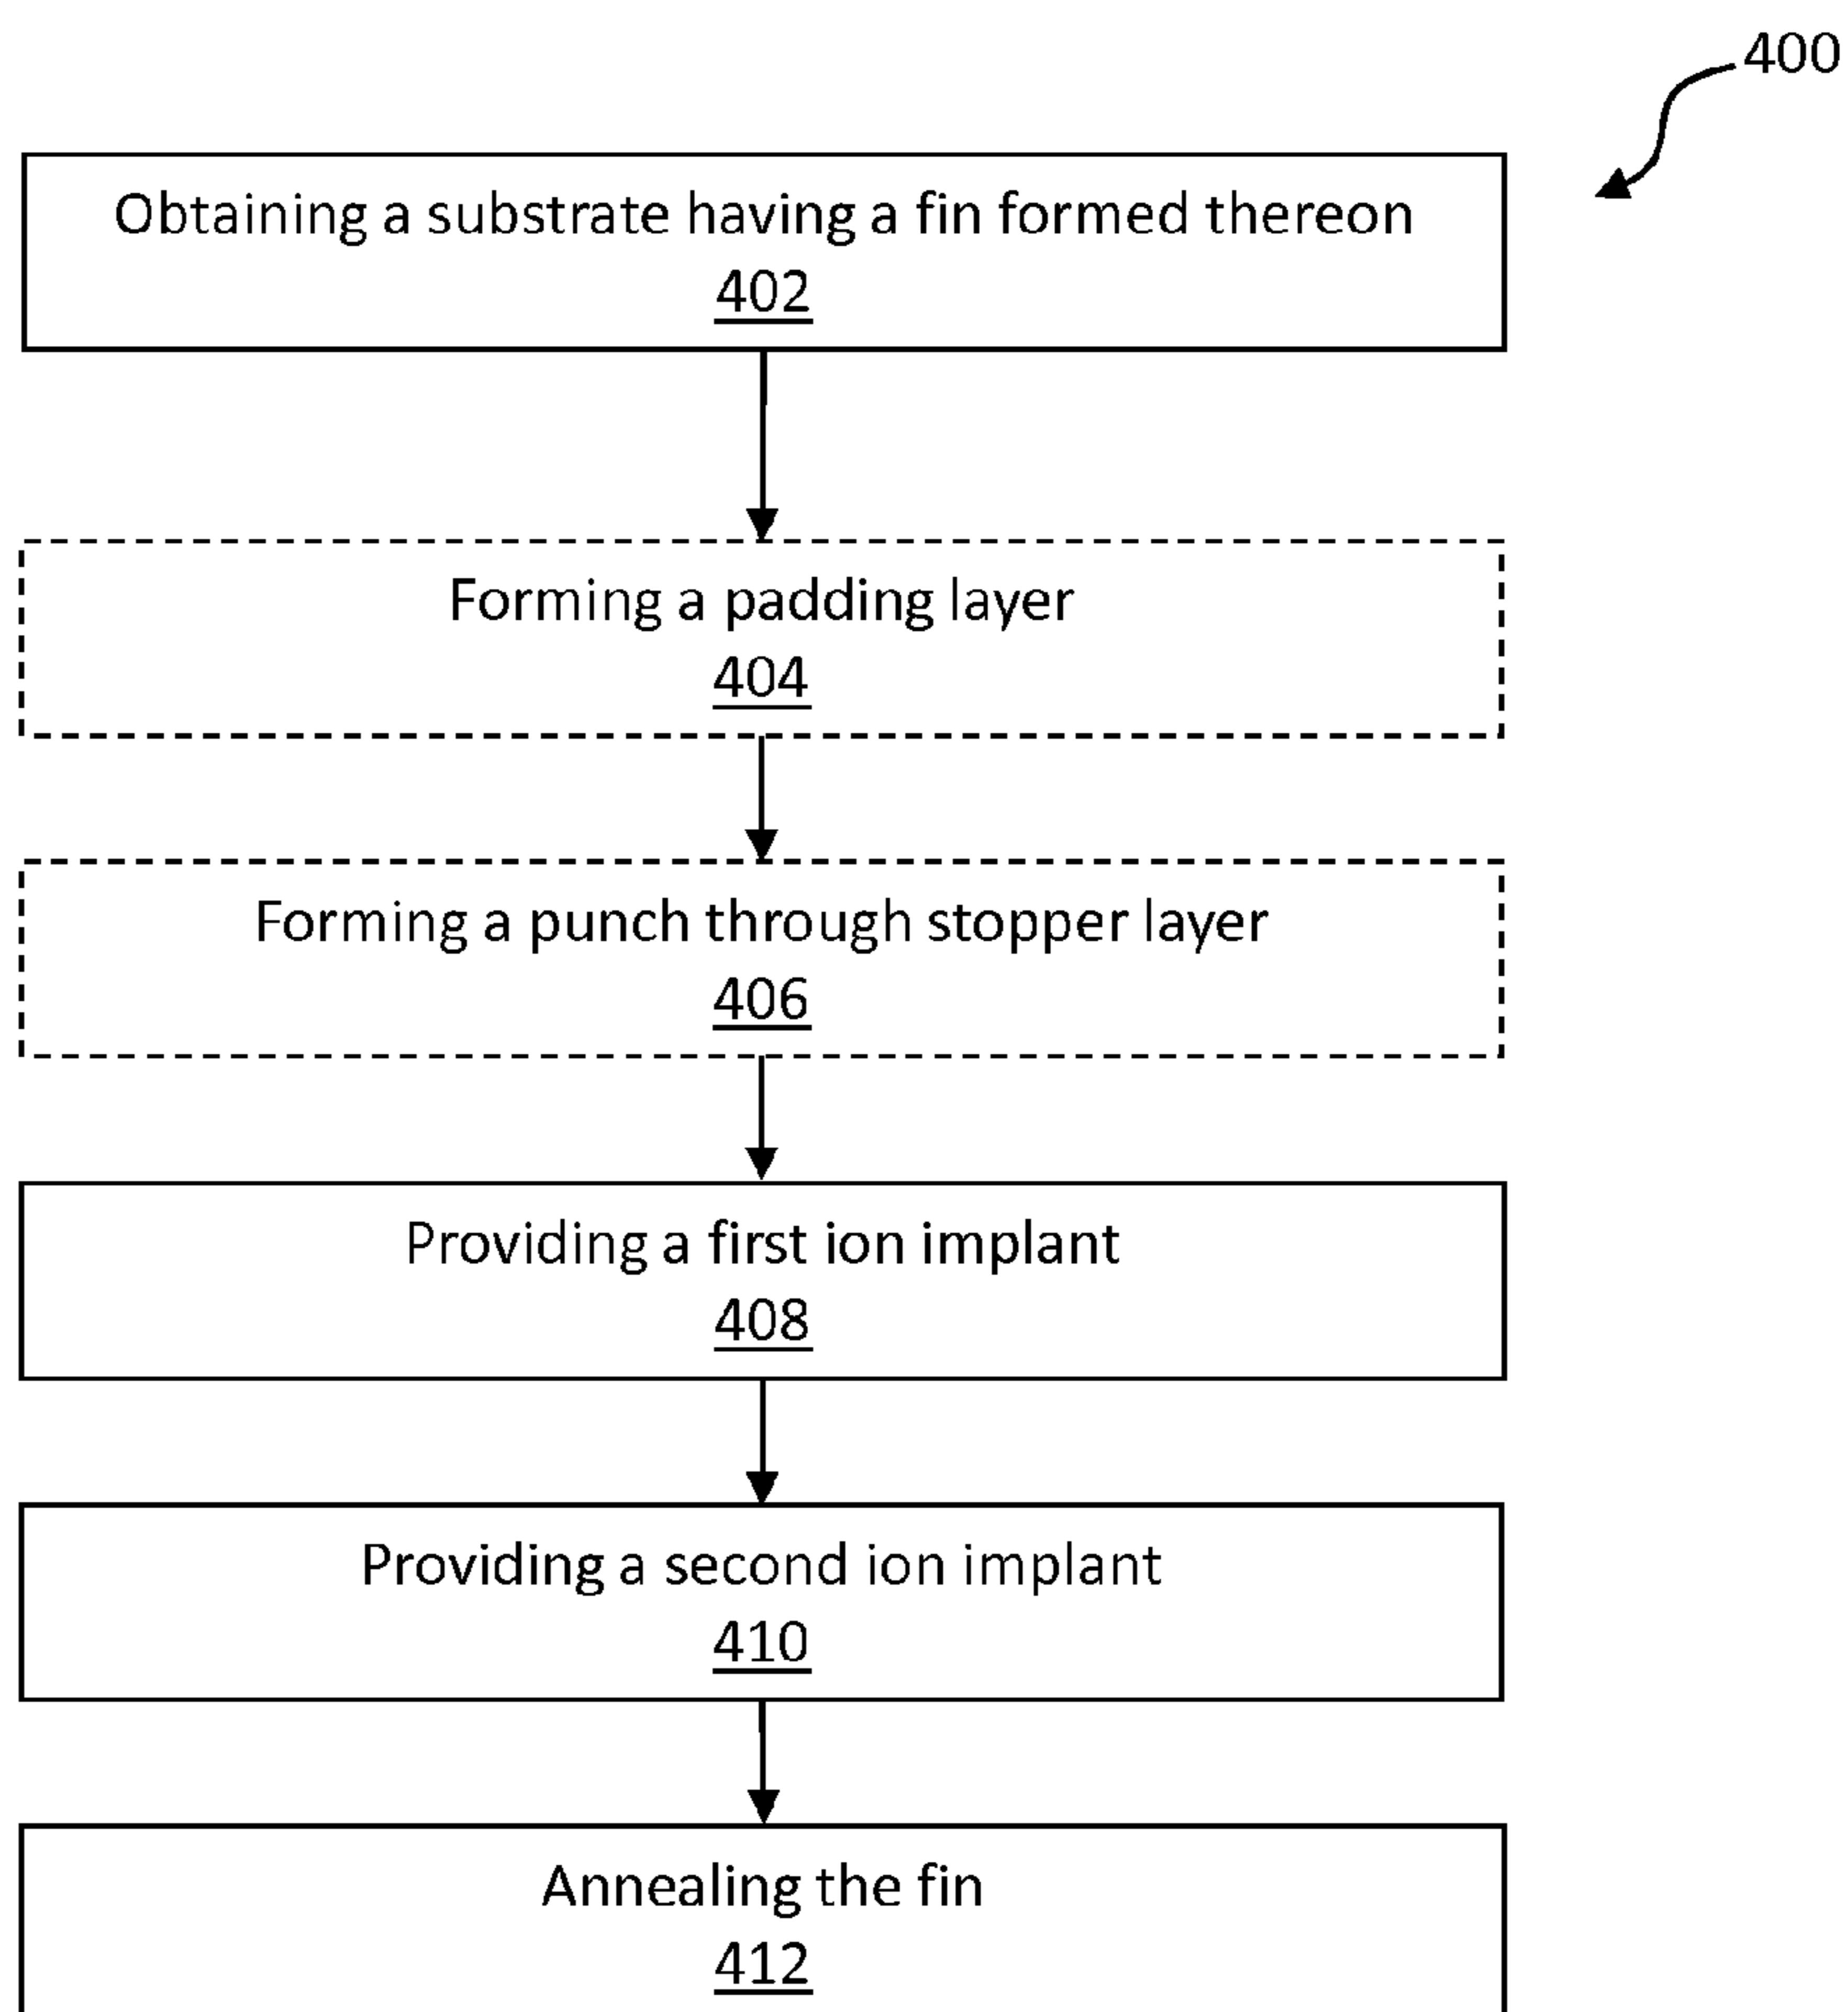 400
Obtaining a substrate having a fin formed thereon
402
Forming a padding layer
404
Forming a punch through stopper layer
406
Providing a first ion implant
408
Providing a second ion implant
410
Annealing the fin
412